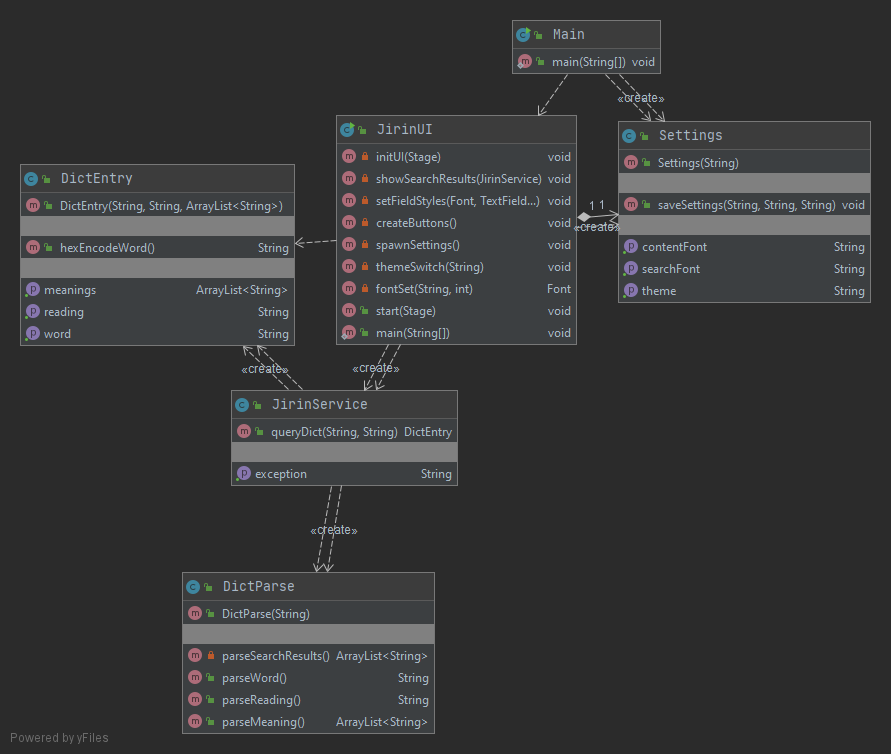 Main
main(String[]) void
«create»
JirinUI
initUI(Stage) void
showSearchResults(JirinService) void
setFieldStyles(Font, TextField...) void
createButtons() void
spawnSettings() void
themeSwitch(String) void
fontSet(String, int) Font
start(Stage) void
main(String[]) void
1 1
«create»
Settings
Settings(String)
saveSettings(String, String, String) void
contentFont String
searchFont String
theme String
DictEntry
DictEntry(String, String, ArrayList<String>)
hexEncodeWord() String
meanings ArrayList<String>
reading String
word String
«create»
«create»
JirinService
queryDict(String, String) DictEntry
exception String
«create»
DictParse
DictParse(String)
parseSearchResults() ArrayList<String>
parseWord() String
parseReading() String
parseMeaning() ArrayList<String>
Powered by yFiles